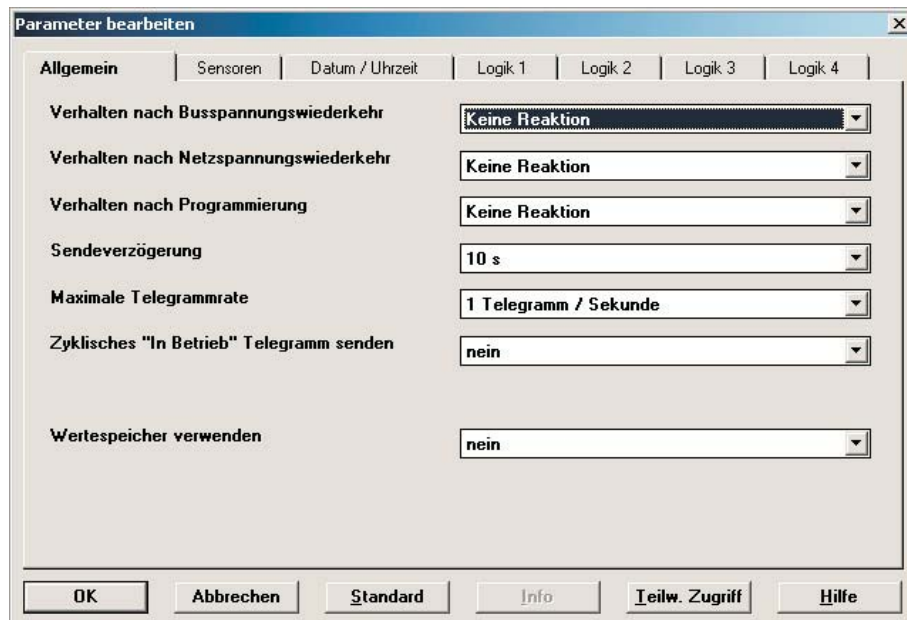 Parameter bearbeiten
Allgemein Sensoren Datum / Uhrzeit Logik 1 Logik 2 Logik 3 Logik 4
Verhalten nach Busspannungswiederkehr Keine Reaktion
Verhalten nach Netzspannungswiederkehr Keine Reaktion
Verhalten nach Programmierung Keine Reaktion
Sendeverzögerung 10 s
Maximale Telegrammrate 1 Telegramm / Sekunde
Zyklisches "In Betrieb" Telegramm senden nein
Wertespeicher verwenden nein
OK Abbrechen Standard Info Teilw. Zugriff Hilfe